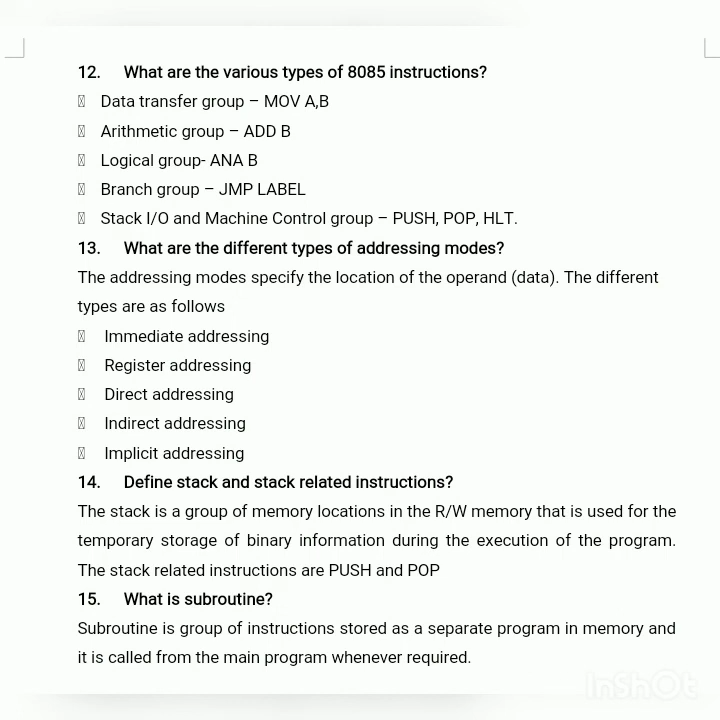 12. What are the various types of 8085 instructions?
Data transfer group – MOV A,B
Arithmetic group – ADD B
Logical group- ANA B
Branch group – JMP LABEL
Stack I/O and Machine Control group – PUSH, POP, HLT.
13. What are the different types of addressing modes?
The addressing modes specify the location of the operand (data). The different
types are as follows
Immediate addressing
Register addressing
Direct addressing
Indirect addressing
Implicit addressing
14. Define stack and stack related instructions?
The stack is a group of memory locations in the R/W memory that is used for the
temporary storage of binary information during the execution of the program.
The stack related instructions are PUSH and POP
15. What is subroutine?
Subroutine is group of instructions stored as a separate program in memory and
it is called from the main program whenever required.
InShOt